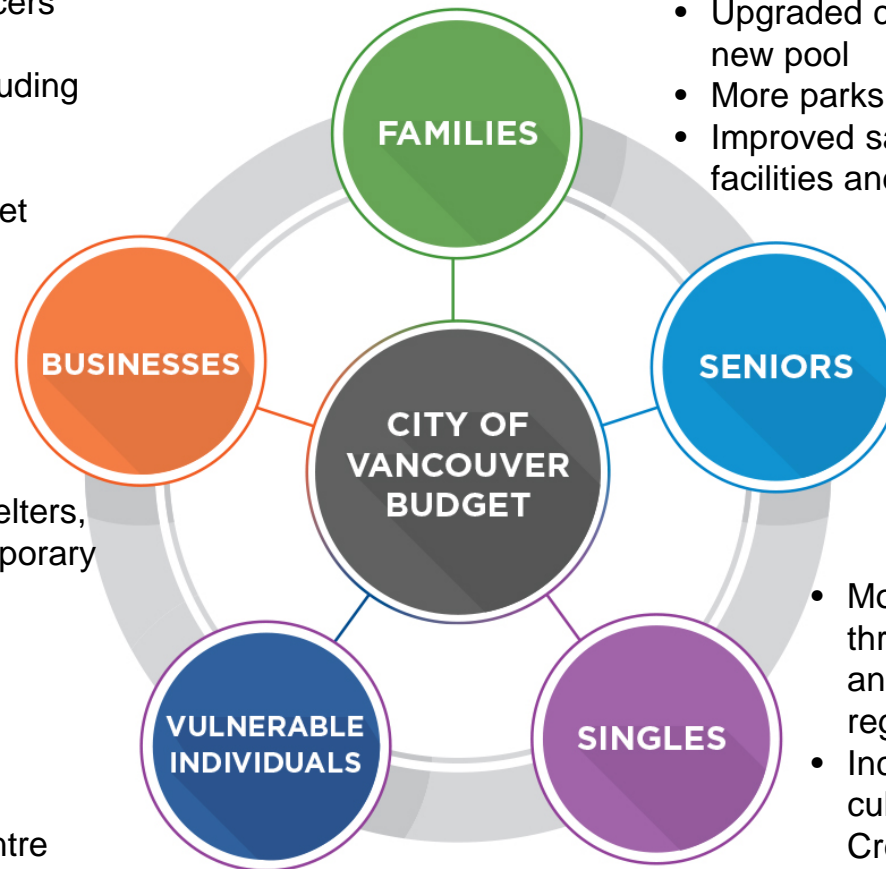 cers
uding
et
• Upgraded c
new pool
• More parks
• Improved sa
facilities and
FAMILIES
BUSINESSES
SENIORS
CITY OF
VANCOUVER
BUDGET
elters,
porary
ntre
VULNERABLE
INDIVIDUALS
SINGLES
• Mo
thr
an
reg
• Inc
cul
Cre